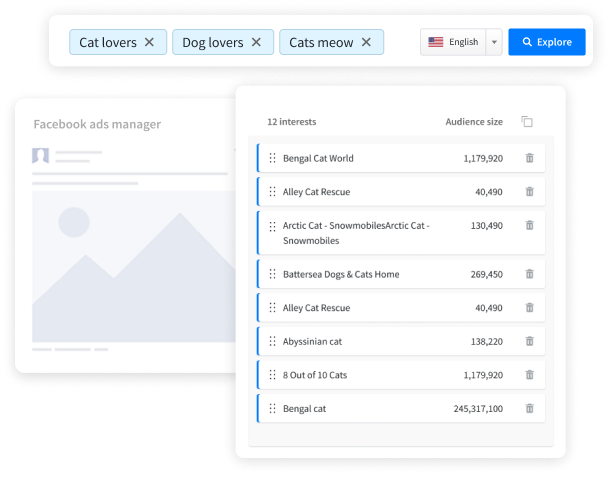 Cat lovers
Dog lovers
Cats meow
English
Explore
Facebook ads manager
12 interests Audience size
Bengal Cat World 1,179,920
Alley Cat Rescue 40,490
Arctic Cat - SnowmobilesArctic Cat - 130,490
Snowmobiles
Battersea Dogs & Cats Home 269,450
Alley Cat Rescue 40,490
Abyssinian cat 138,220
8 Out of 10 Cats 1,179,920
Bengal cat 245,317,100